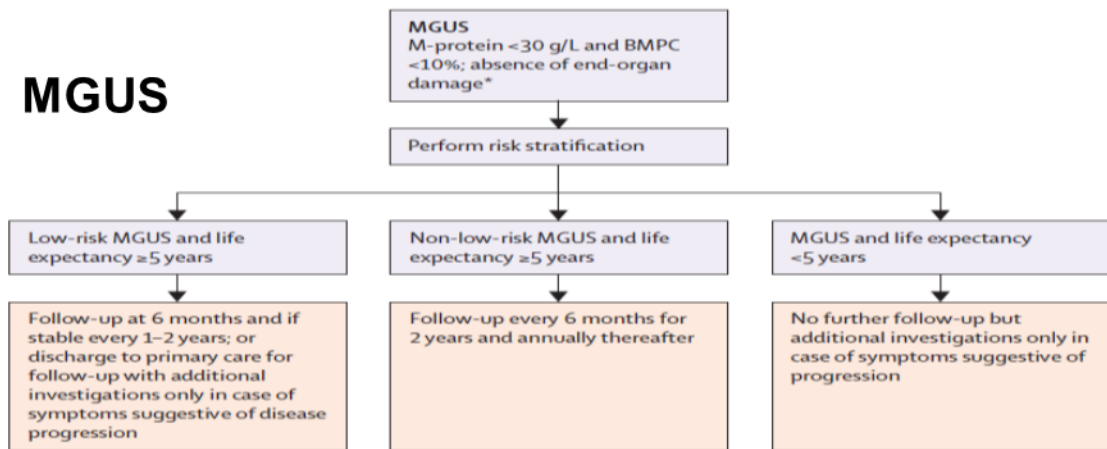 MGUS
MGUS
M-protein <30 g/L and BMPC
<10%; absence of end-organ
damage*
Perform risk stratification
Low-risk MGUS and life
expectancy ≥5 years
Non-low-risk MGUS and life
expectancy ≥5 years
MGUS and life expectancy
<5 years
Follow-up at 6 months and if
stable every 1–2 years; or
discharge to primary care for
follow-up with additional
investigations only in case of
symptoms suggestive of disease
progression
Follow-up every 6 months for
2 years and annually thereafter
No further follow-up but
additional investigations only in
case of symptoms suggestive of
progression